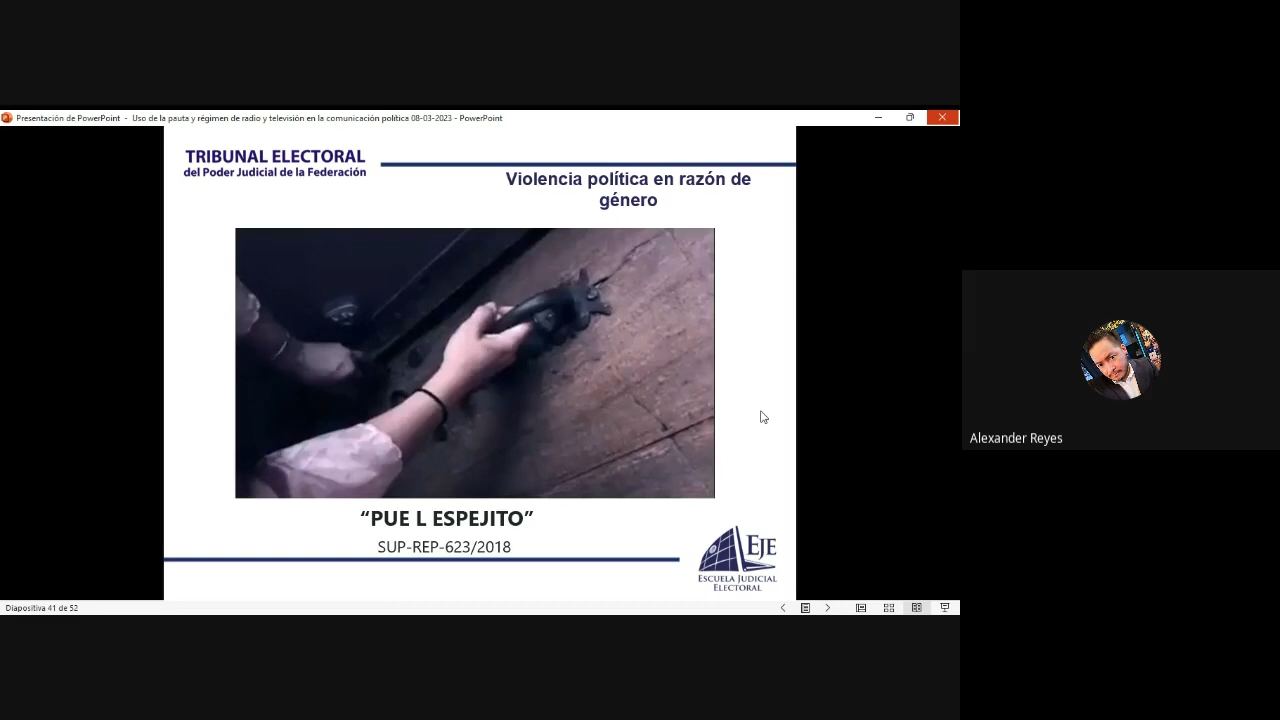 Presentación de PowerPoint - Uso de la pauta y régimen de radio y televisión en la comunicación política 08-03-2023 - PowerPoint
TRIBUNAL ELECTORAL
del Poder Judicial de la Federación
Violencia política en razón de
género
“PUE L ESPEJITO”
SUP-REP-623/2018
EJE
ESCUELA JUDICIAL
ELECTORAL
Alexander Reyes
Diapositiva 41 de 52